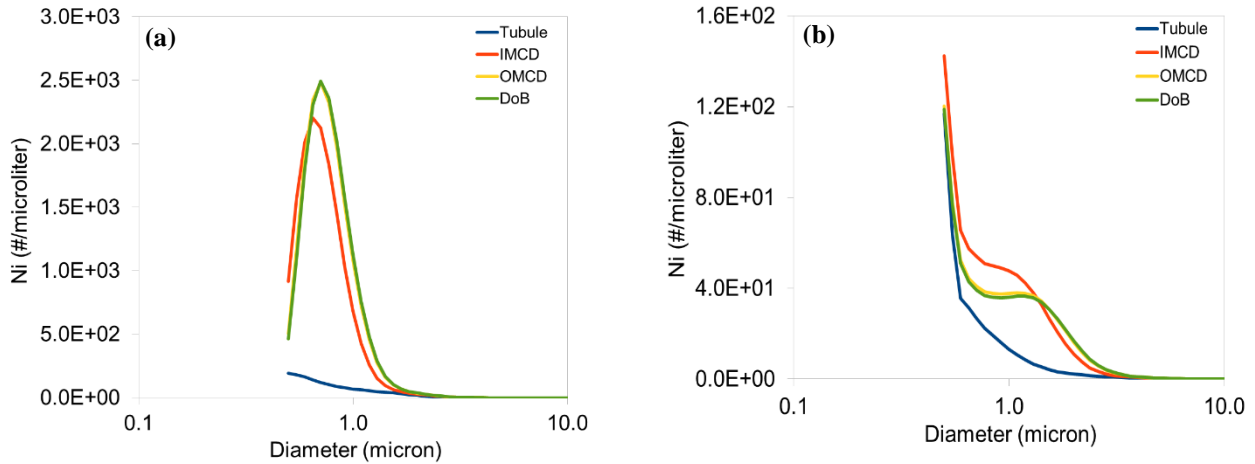 (a)
3.0E+03
2.5E+03
2.0E+03
1.5E+03
1.0E+03
5.0E+02
0.0E+00
Ni (#/microliter)
0.1
1.0
10.0
Diameter (micron)
Tubule
IMCD
OMCD
DoB
(b)
1.6E+02
1.2E+02
8.0E+01
4.0E+01
0.0E+00
Ni (#/microliter)
0.1
1.0
10.0
Diameter (micron)
Tubule
IMCD
OMCD
DoB